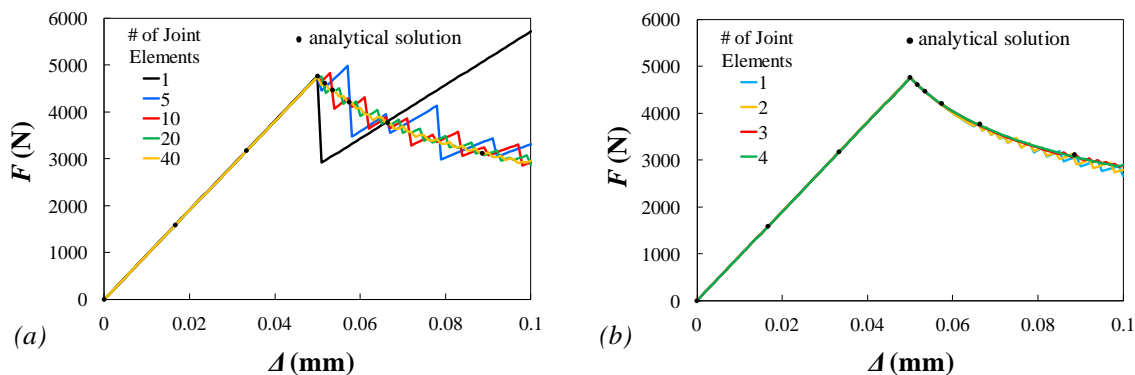 6000
5000
4000
3000
2000
1000
0
F (N)
# of Joint
Elements
1
5
10
20
40
• analytical solution
0 0.02 0.04 0.06 0.08 0.1
Δ (mm)
(a)
6000
5000
4000
3000
2000
1000
0
F (N)
# of Joint
Elements
1
2
3
4
• analytical solution
0 0.02 0.04 0.06 0.08 0.1
Δ (mm)
(b)